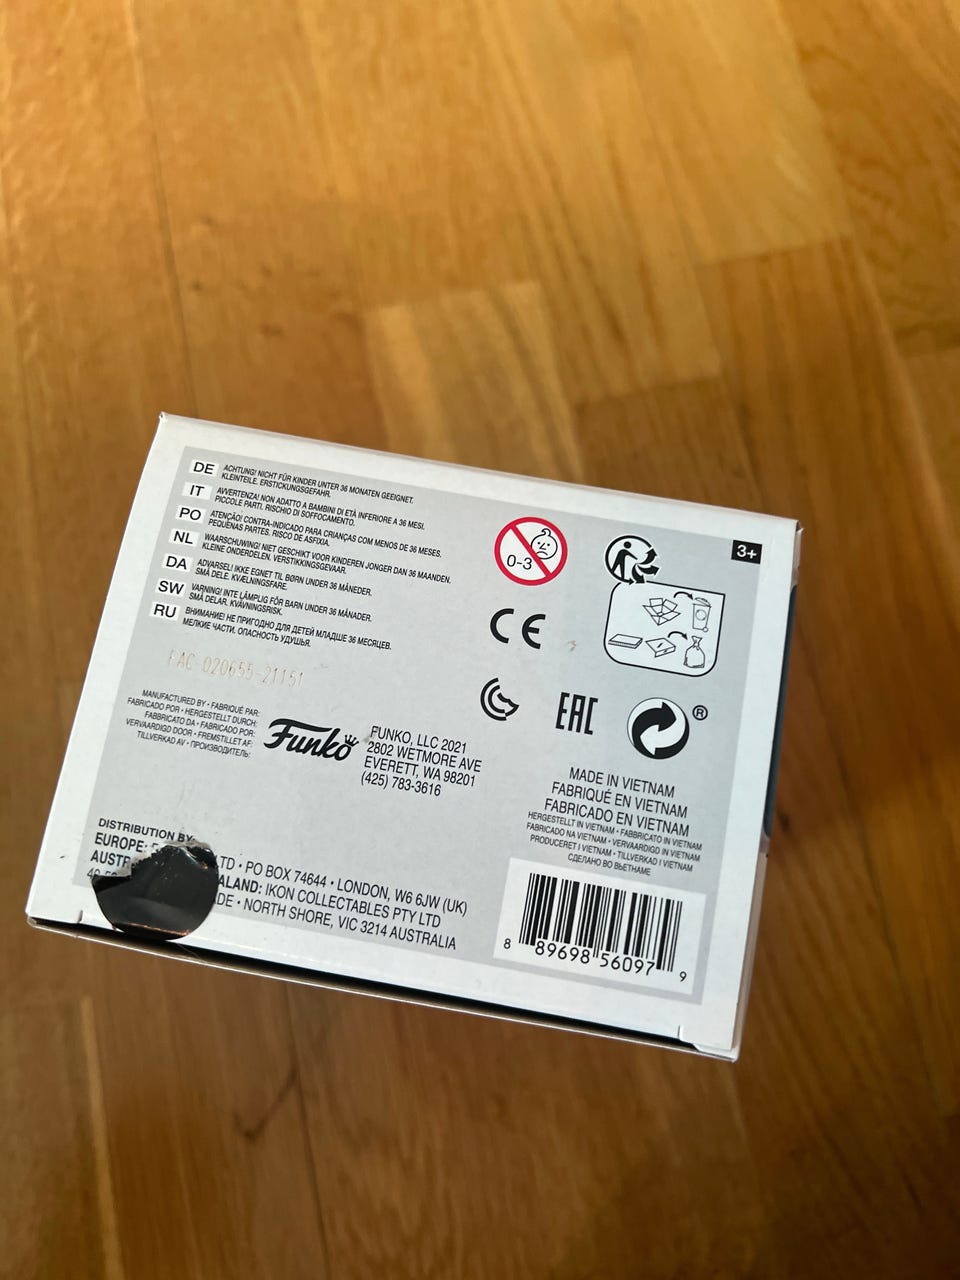 DE ACHTUNG! NICHT FÜR KINDER UNTER 36 MONATEN GEEIGNET.
KLEINTEILE. ERSTICKUNGSGEFAHR.
IT AVVERTENZA! NON ADATTO A BAMBINI DI ETÀ INFERIORE A 36 MESI.
PICCOLE PARTI. RISCHIO DI SOFFOCAMENTO.
PO ATENÇÃO! CONTRA-INDICADO PARA CRIANÇAS COM MENOS DE 36 MESES.
PEQUENAS PARTES. RISCO DE ASFIXIA.
NL WAARSCHUWING! NIET GESCHIKT VOOR KINDEREN JONGER DAN 36 MAANDEN.
KLEINE ONDERDELEN. VERSTIKKINGSGEVAAR.
DA ADVARSEL! IKKE EGNET TIL BØRN UNDER 36 MÅNEDER.
SMÅ DELE. KVÆLNINGSFARE.
SW VARNING! INTE LÄMPLIG FÖR BARN UNDER 36 MÅNADER.
SMÅ DELAR. KVÄVNINGSRISK.
RU ВНИМАНИЕ! НЕ ПРИГОДНО ДЛЯ ДЕТЕЙ МЛАДШЕ 36 МЕСЯЦЕВ.
МЕЛКИЕ ЧАСТИ. ОПАСНОСТЬ УДУШЬЯ.
0-3
3+
CE
FAC-020655-21151
EAC
®
MANUFACTURED BY • FABRIQUÉ PAR:
FABRICADO POR • HERGESTELLT DURCH:
FABBRICATO DA • FABRICADO POR:
VERVAARDIGD DOOR • FREMSTILLET AF:
TILLVERKAD AV • ПРОИЗВОДИТЕЛЬ:
Funko
FUNKO, LLC 2021
2802 WETMORE AVE
EVERETT, WA 98201
(425) 783-3616
MADE IN VIETNAM
FABRIQUÉ EN VIETNAM
FABRICADO EN VIETNAM
HERGESTELLT IN VIETNAM • FABBRICATO IN VIETNAM
FABRICADO NA VIETNAM • VERVAARDIGD IN VIETNAM
PRODUCERET I VIETNAM • TILLVERKAD I VIETNAM
СДЕЛАНО ВО ВЬЕТНАМЕ
DISTRIBUTION BY:
EUROPE: LTD • PO BOX 74644 • LONDON, W6 6JW (UK)
IKON COLLECTABLES PTY LTD
• NORTH SHORE, VIC 3214 AUSTRALIA
8 89698 56097 9